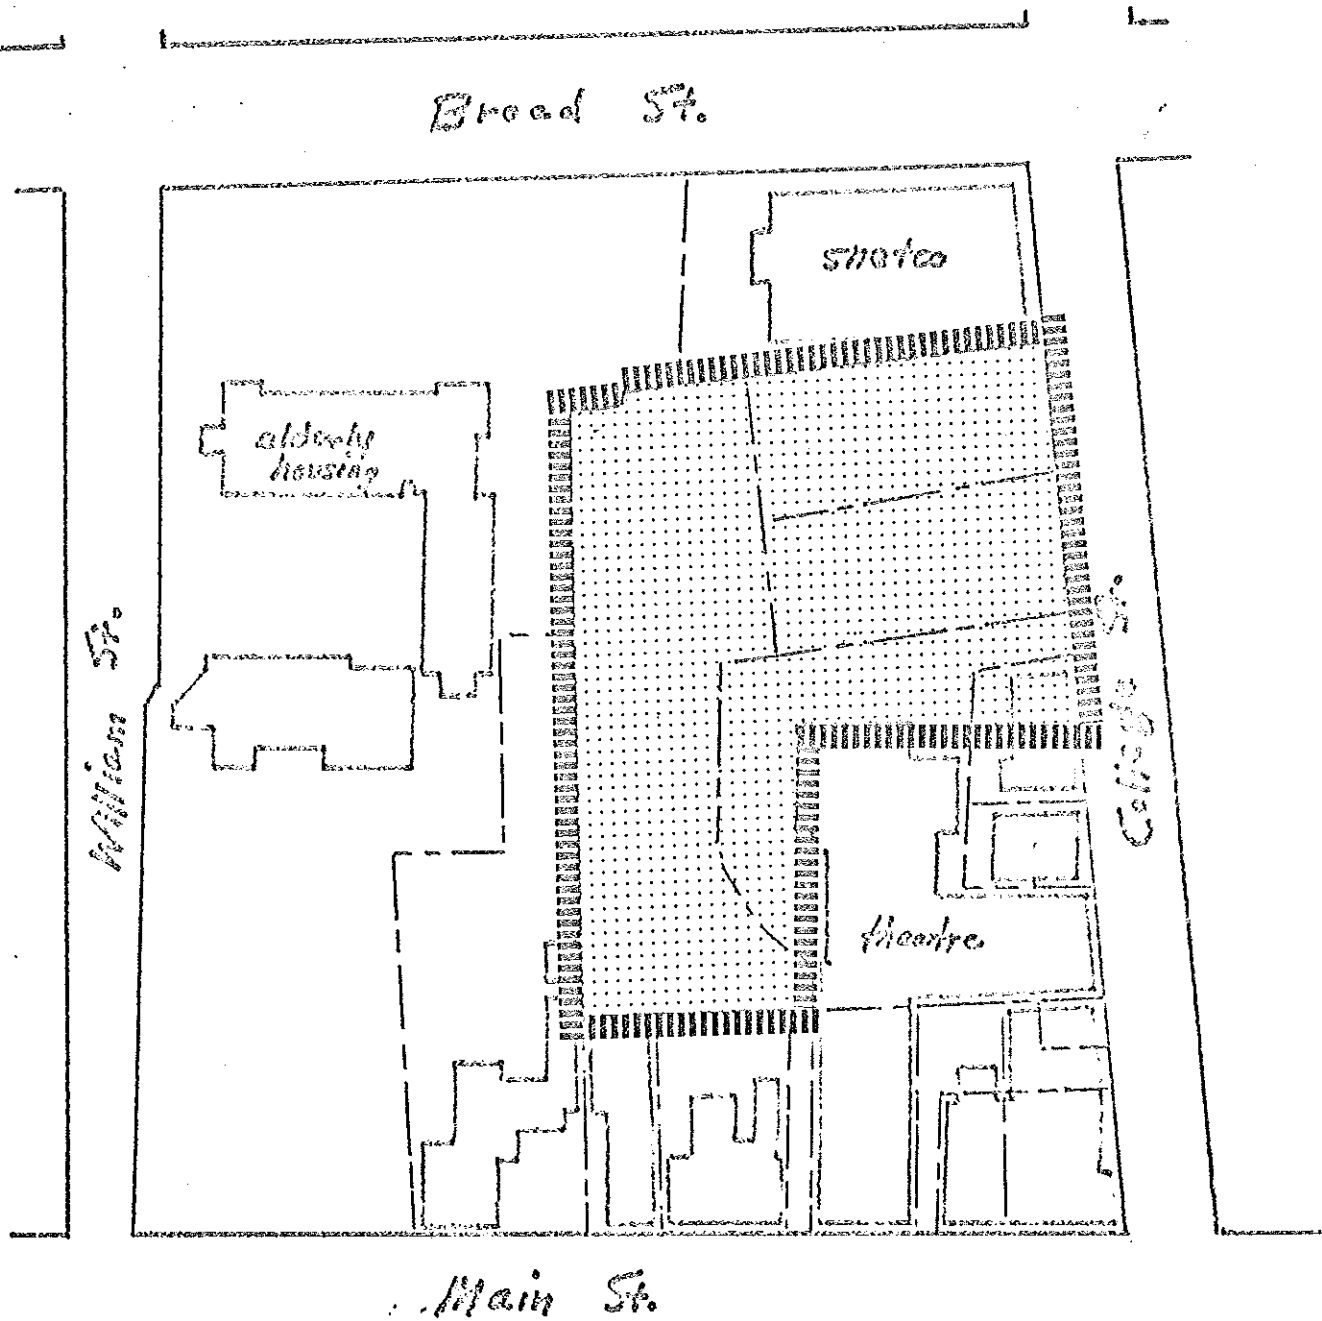 Broad St.
elderly
housing
William St.
College St.
theatre
Main St.